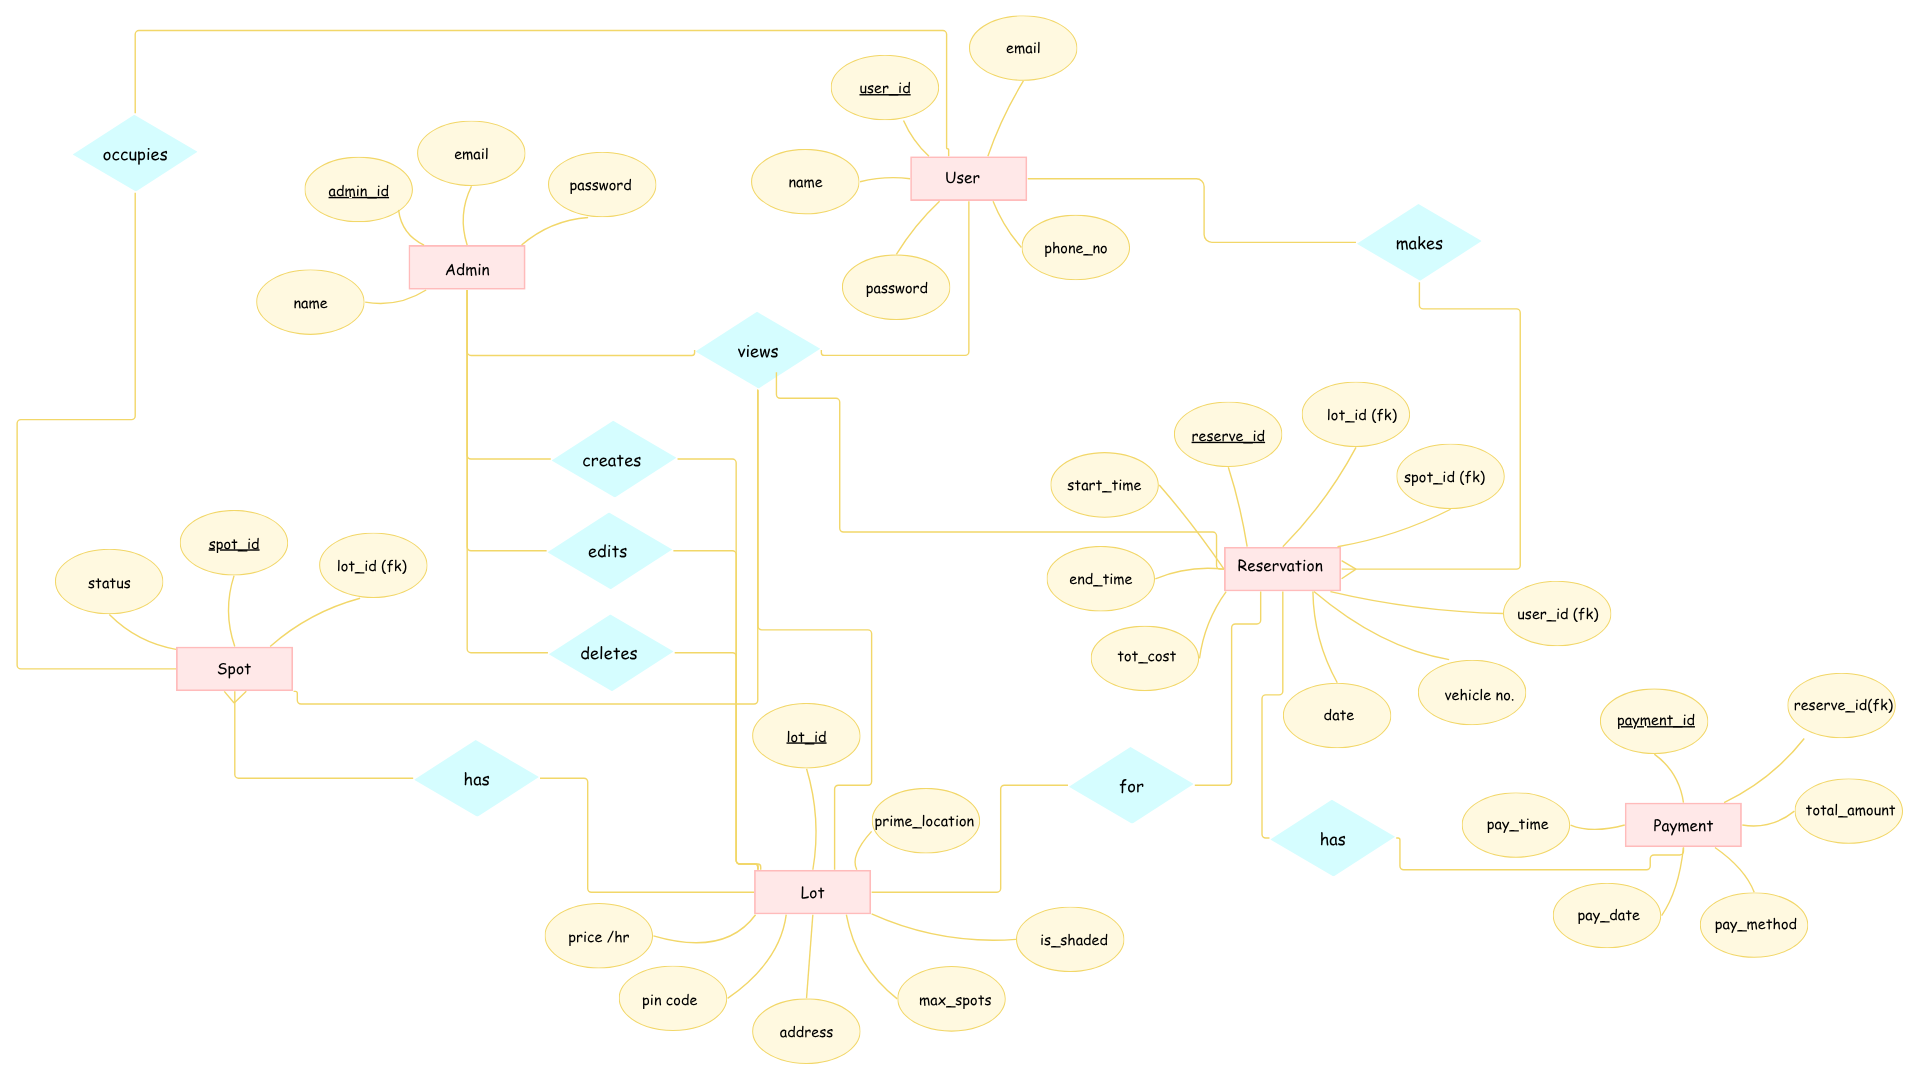 email
user_id
occupies
email
admin_id
password
name
User
makes
phone_no
Admin
password
name
views
lot_id (fk)
reserve_id
creates
spot_id (fk)
start_time
spot_id
edits
lot_id (fk)
Reservation
status
end_time
user_id (fk)
deletes
tot_cost
Spot
vehicle no.
reserve_id(fk)
date
payment_id
lot_id
has
for
total_amount
prime_location
pay_time
Payment
has
Lot
pay_date
pay_method
price /hr
is_shaded
pin code
max_spots
address